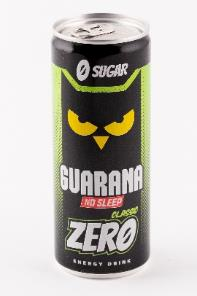 0 SUGAR
GUARANA
NO SLEEP
CLASSIC
ZERO
ENERGY DRINK